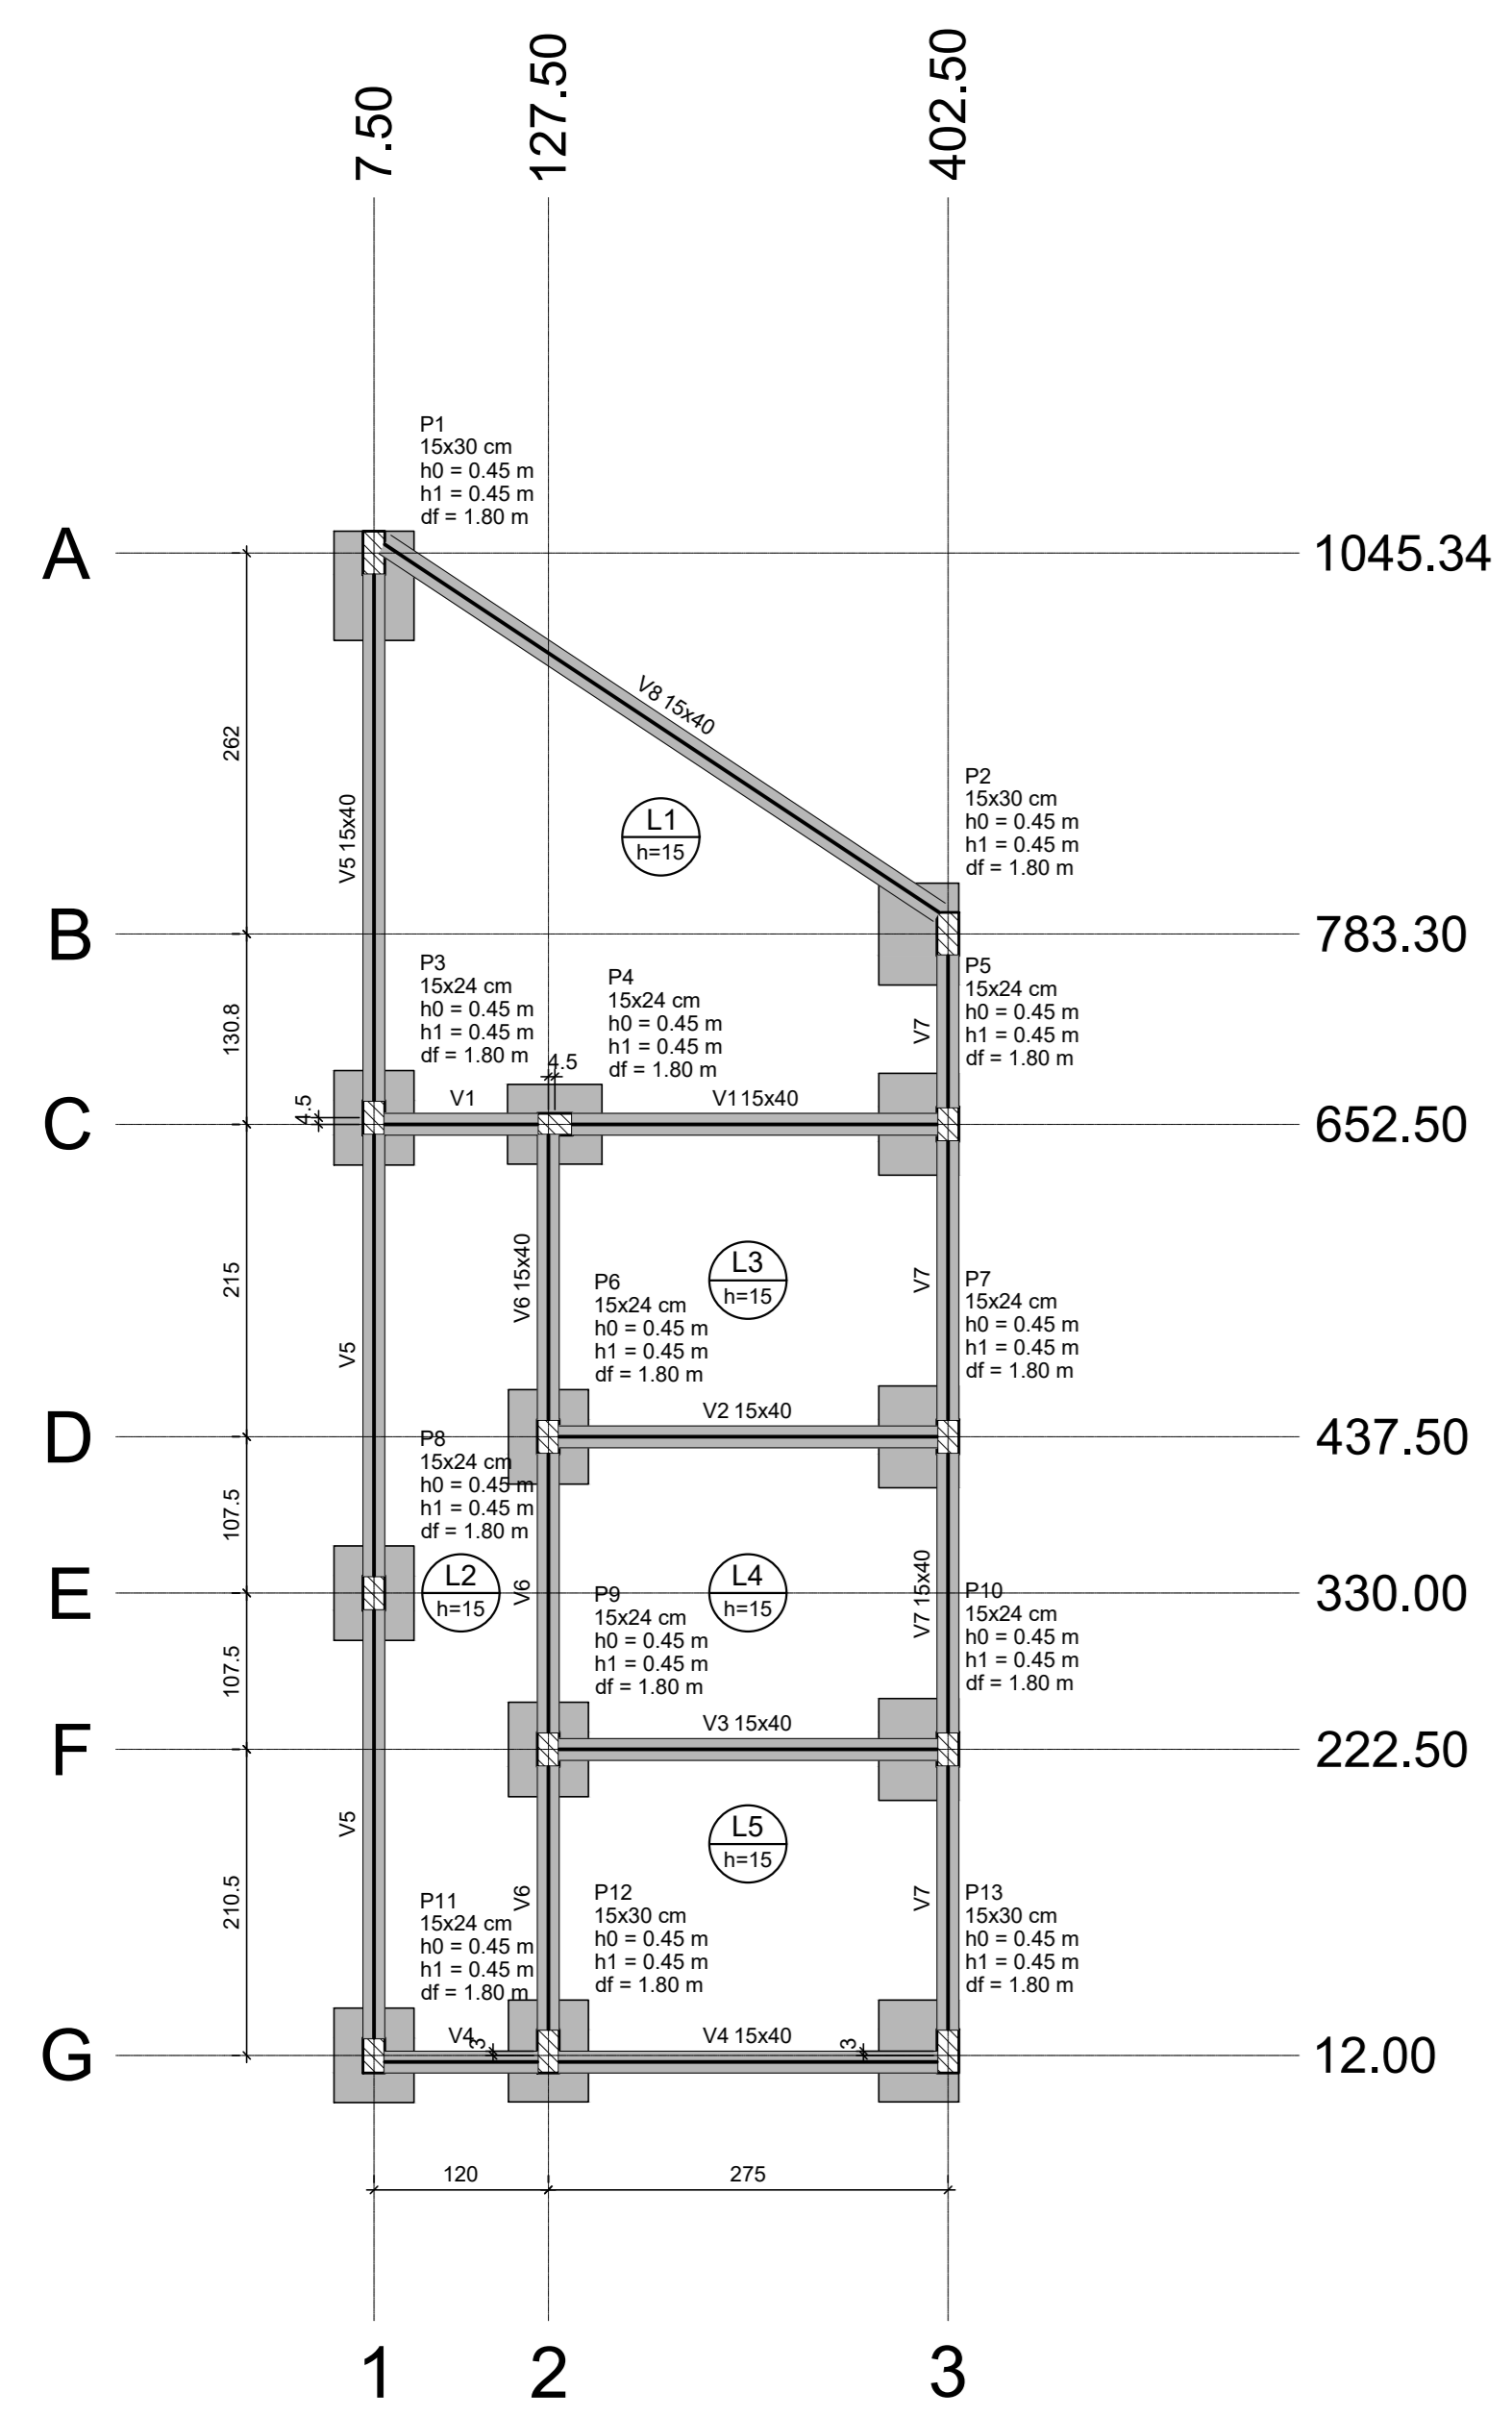 7.50
127.50
402.50
P1
15x30 cm
h0 = 0.45 m
h1 = 0.45 m
df = 1.80 m
A
1045.34
262
V8 15x40
V5 15x40
L1
h=15
P2
15x30 cm
h0 = 0.45 m
h1 = 0.45 m
df = 1.80 m
B
783.30
130.8
P3
15x24 cm
h0 = 0.45 m
h1 = 0.45 m
df = 1.80 m
P4
15x24 cm
h0 = 0.45 m
h1 = 0.45 m
df = 1.80 m
P5
15x24 cm
h0 = 0.45 m
h1 = 0.45 m
df = 1.80 m
V7
4.5
4.5
V1
V115x40
C
652.50
215
V6 15x40
L3
h=15
V7
P6
15x24 cm
h0 = 0.45 m
h1 = 0.45 m
df = 1.80 m
P7
15x24 cm
h0 = 0.45 m
h1 = 0.45 m
df = 1.80 m
V5
V2 15x40
D
437.50
P8
15x24 cm
h0 = 0.45 m
h1 = 0.45 m
df = 1.80 m
107.5
L2
h=15
V6
L4
h=15
V7 15x40
E
330.00
P9
15x24 cm
h0 = 0.45 m
h1 = 0.45 m
df = 1.80 m
P10
15x24 cm
h0 = 0.45 m
h1 = 0.45 m
df = 1.80 m
107.5
V3 15x40
F
222.50
V5
L5
h=15
210.5
P11
15x24 cm
h0 = 0.45 m
h1 = 0.45 m
df = 1.80 m
V6
P12
15x30 cm
h0 = 0.45 m
h1 = 0.45 m
df = 1.80 m
V7
P13
15x30 cm
h0 = 0.45 m
h1 = 0.45 m
df = 1.80 m
V4
3
V4 15x40
3
G
12.00
120
275
1
2
3